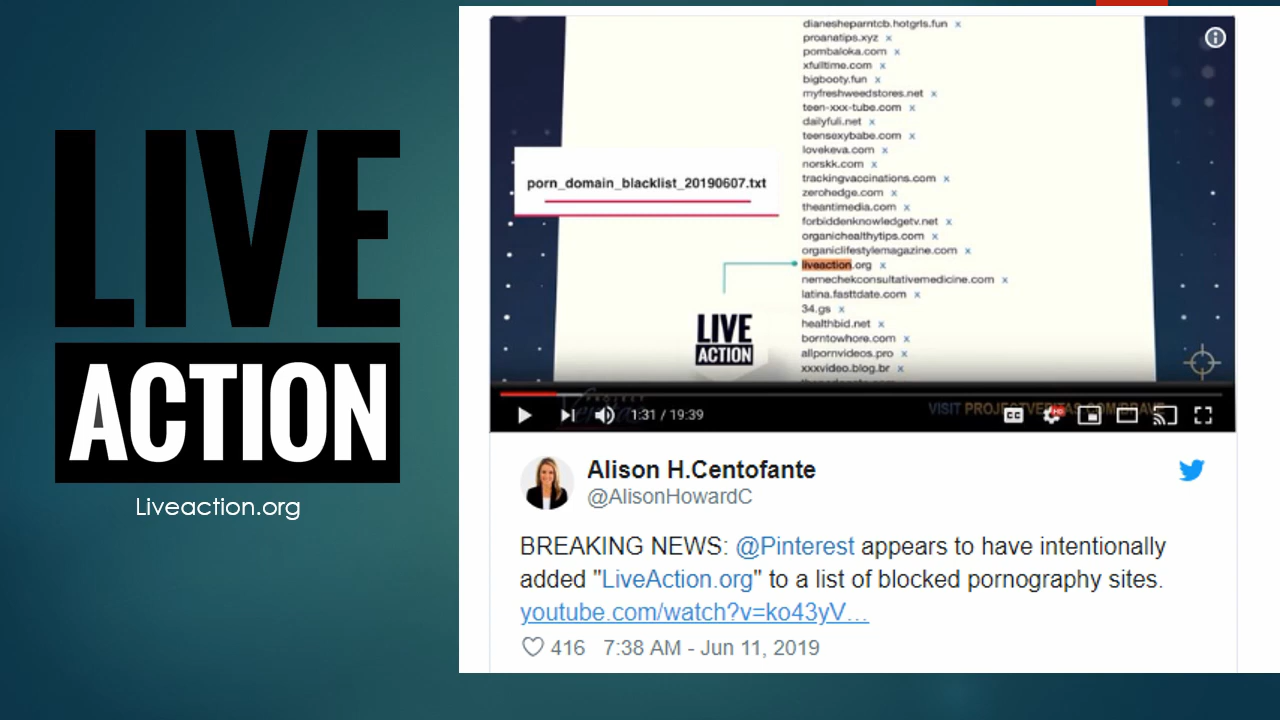 LIVE
ACTION
Liveaction.org
dianesheparntcb.hotgrls.fun x
proanatips.xyz x
pombaloka.com x
xfulltime.com x
bigbooty.fun x
myfreshweedstores.net x
teen-xxx-tube.com x
dailyfuli.net x
teensexybabe.com x
lovekeva.com x
norskk.com x
trackingvaccinations.com x
zerohedge.com x
theantimedia.com x
forbiddenknowledgetv.net x
organichealthytips.com x
organiclifestylemagazine.com x
liveaction.org x
nemechekconsultativemedicine.com x
latina.fasttdate.com x
34.gs x
healthbid.net x
borntowhore.com x
allpornvideos.pro x
xxxvideo.blog.br x
porn_domain_blacklist_20190607.txt
LIVE
ACTION
PROJECT
VISIT PROJECTVERITAS.COM/BRAVE
1:31 / 19:39
CC
HD
Alison H.Centofante
@AlisonHowardC
BREAKING NEWS: @Pinterest appears to have intentionally
added "LiveAction.org" to a list of blocked pornography sites.
youtube.com/watch?v=ko43yV…
416 7:38 AM - Jun 11, 2019